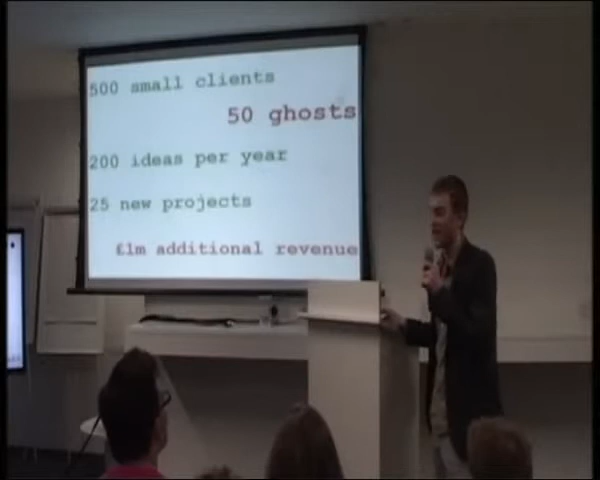 500 small clients
50 ghosts
200 ideas per year
25 new projects
£1m additional revenue